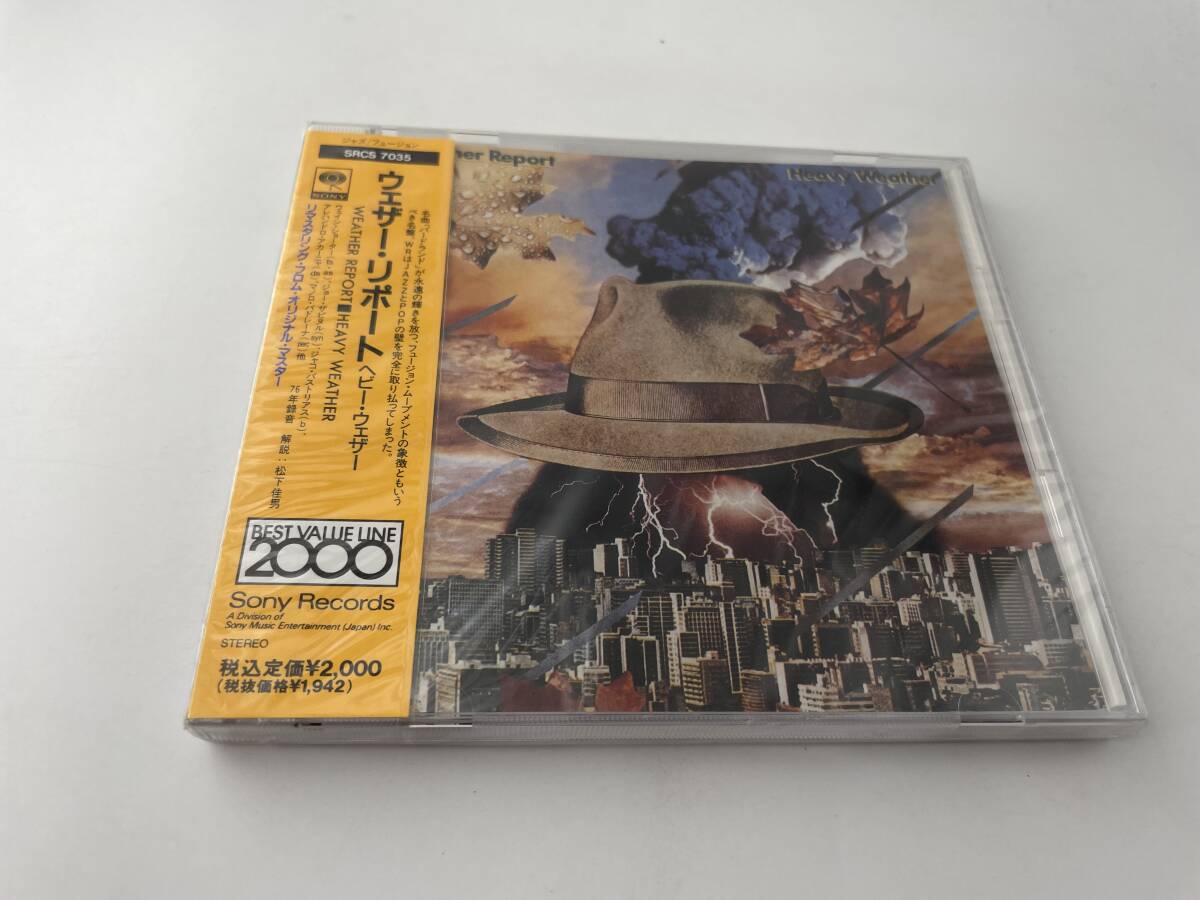 ジャズ/フュージョン
SRCS 7035
SONY
名曲“バードランド”が永遠の輝きを放つ、フュージョン・ムーブメントの象徴ともいう
べき名盤。WRはJAZZとPOPの壁を完全に取り払ってしまった。
ウェザー・リポート ヘビー・ウェザー
WEATHER REPORT■HEAVY WEATHER
76年録音 解説:松下佳男
リマスタリング・フロム・オリジナル・マスター
BEST VALUE LINE
2000
Sony Records
A Division of
Sony Music Entertainment (Japan) Inc.
STEREO
税込定価¥2,000
(税抜価格¥1,942)
her Report
Heavy Weather